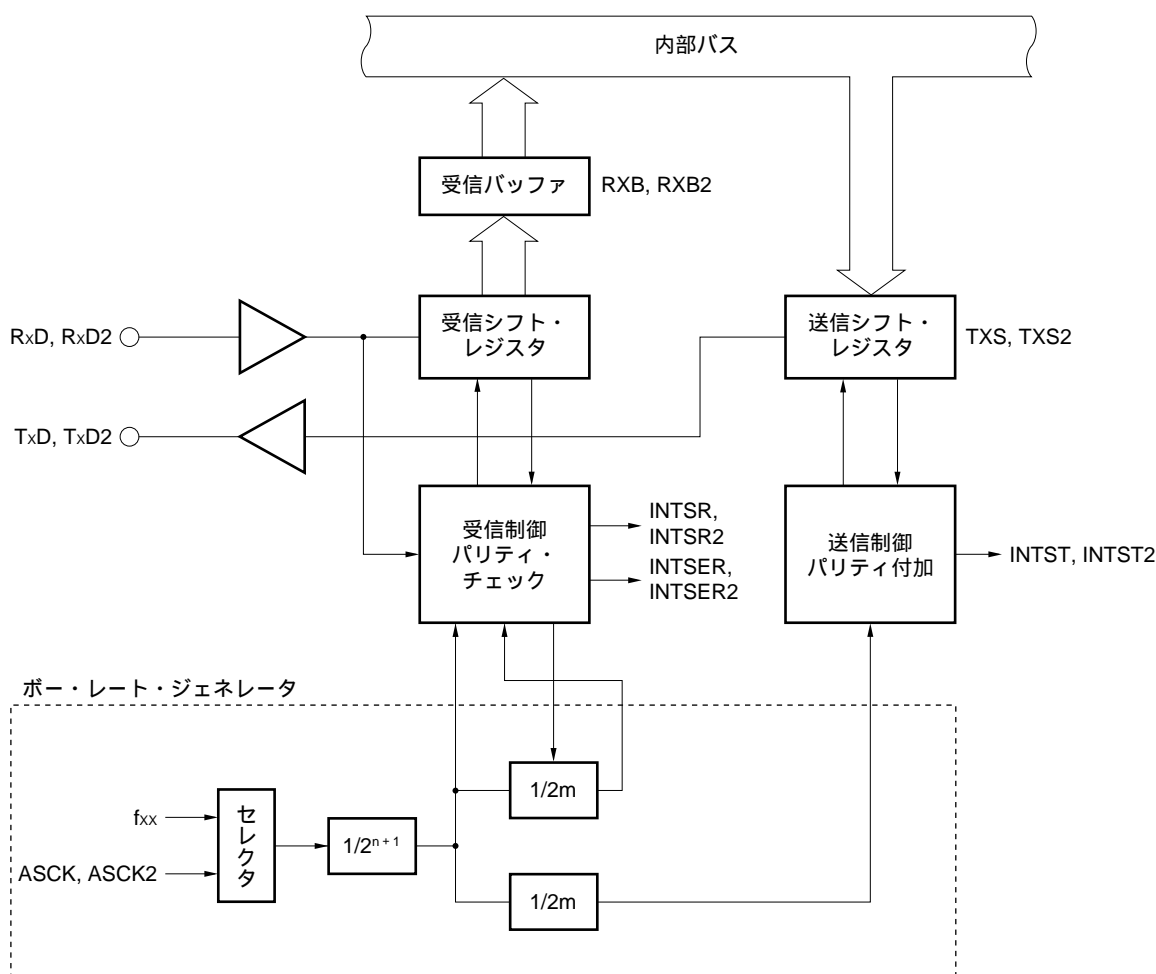 内部バス
受信バッファ
RXB, RXB2
RxD, RxD2
受信シフト・
レジスタ
送信シフト・
レジスタ
TXS, TXS2
TxD, TxD2
受信制御
パリティ・
チェック
INTSR,
INTSR2
INTSER,
INTSER2
送信制御
パリティ付加
INTST, INTST2
ボー・レート・ジェネレータ
fxx
ASCK, ASCK2
セレクタ
1/2ⁿ⁺¹
1/2m
1/2m